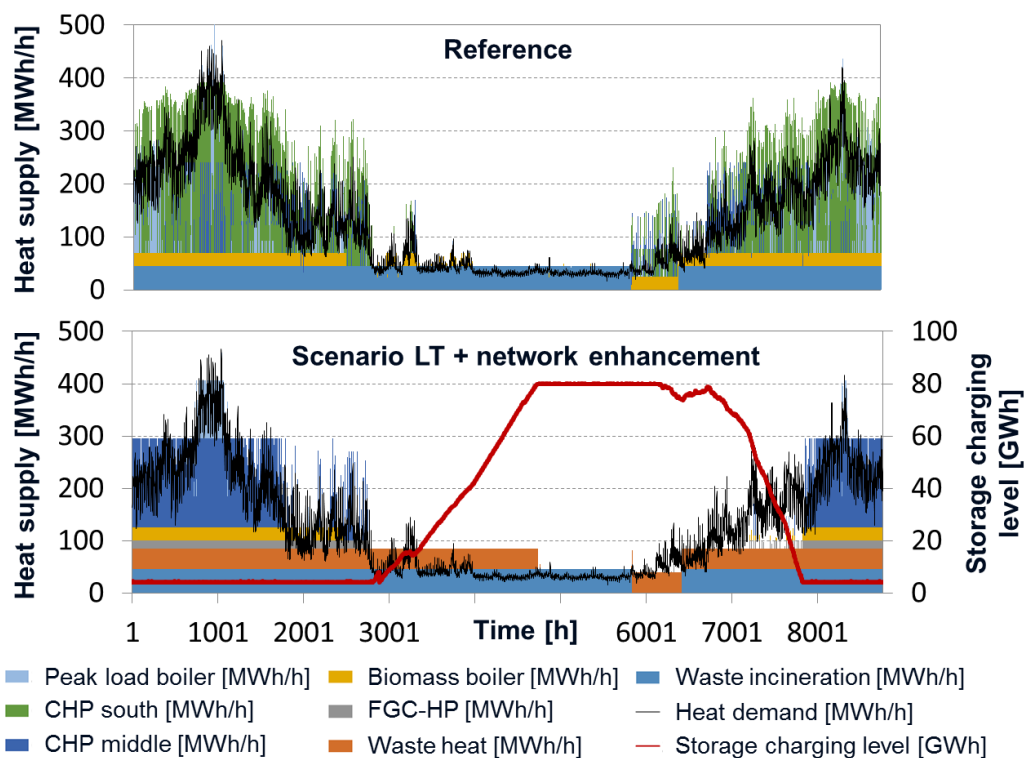 Heat supply [MWh/h]
500
400
300
200
100
0
Reference
Heat supply [MWh/h]
500
400
300
200
100
0
Scenario LT + network enhancement
100
80
60
40
20
0
Storage charging
level [GWh]
1 1001 2001 3001 Time [h] 6001 7001 8001
Peak load boiler [MWh/h] Biomass boiler [MWh/h] Waste incineration [MWh/h]
CHP south [MWh/h] FGC-HP [MWh/h] Heat demand [MWh/h]
CHP middle [MWh/h] Waste heat [MWh/h] Storage charging level [GWh]